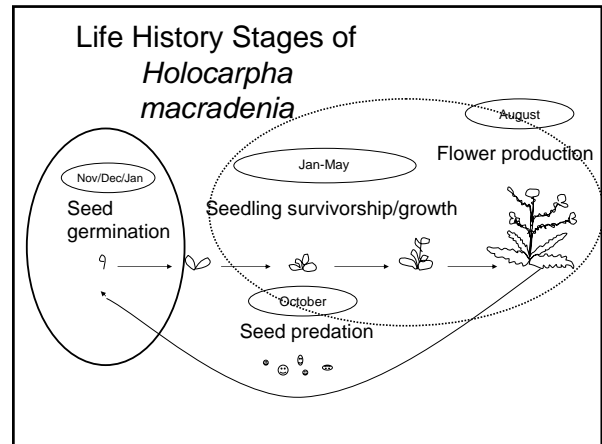 Life History Stages of
Holocarpha
macradenia
August
Flower production
Jan-May
Nov/Dec/Jan
Seed
germination
Seedling survivorship/growth
October
Seed predation